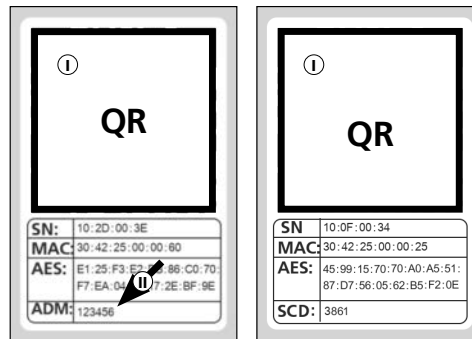 I
QR
SN: 10:2D:00:3E
MAC: 30:42:25:00:00:60
AES: E1:25:F3:E2: :86:C0:70:
F7:EA:04: 7:2E:BF:9E
II
ADM: 123456
I
QR
SN 10:0F:00:34
MAC: 30:42:25:00:00:25
AES: 45:99:15:70:70:A0:A5:51:
87:D7:56:05:62:B5:F2:0E
SCD: 3861